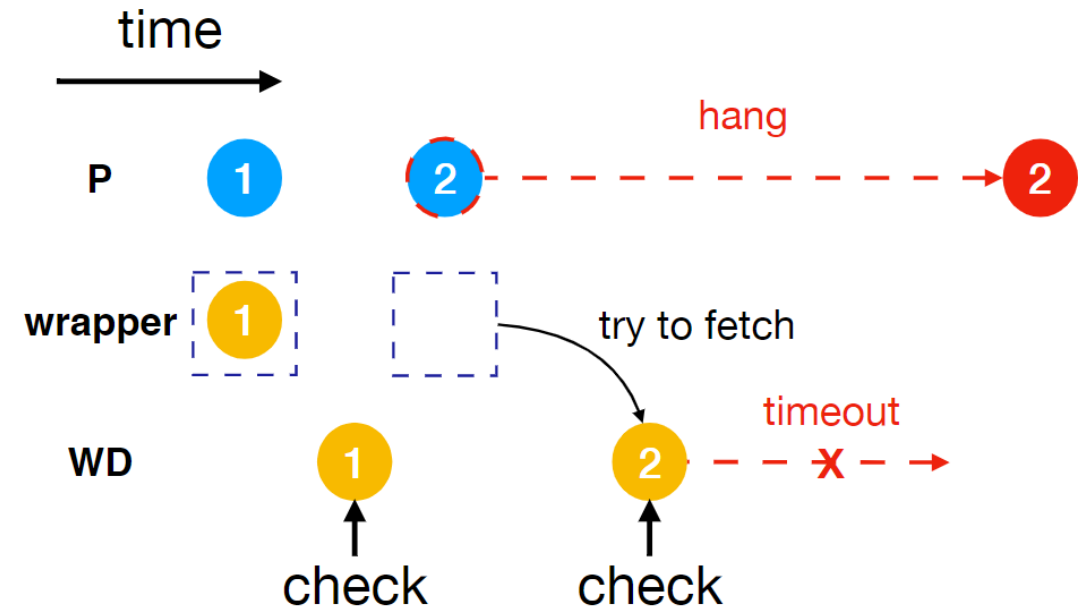 time
hang
P 1 2 2
wrapper 1 try to fetch
timeout
WD 1 2 X
check check